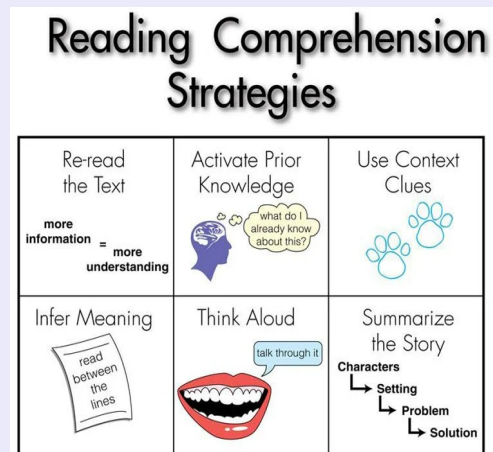 Reading Comprehension
Strategies
Re-read
the Text
more
information
=
more
understanding
Activate Prior
Knowledge
what do I
already know
about this?
Use Context
Clues
Infer Meaning
read
between
the
lines
Think Aloud
talk through it
Summarize
the Story
Characters
Setting
Problem
Solution